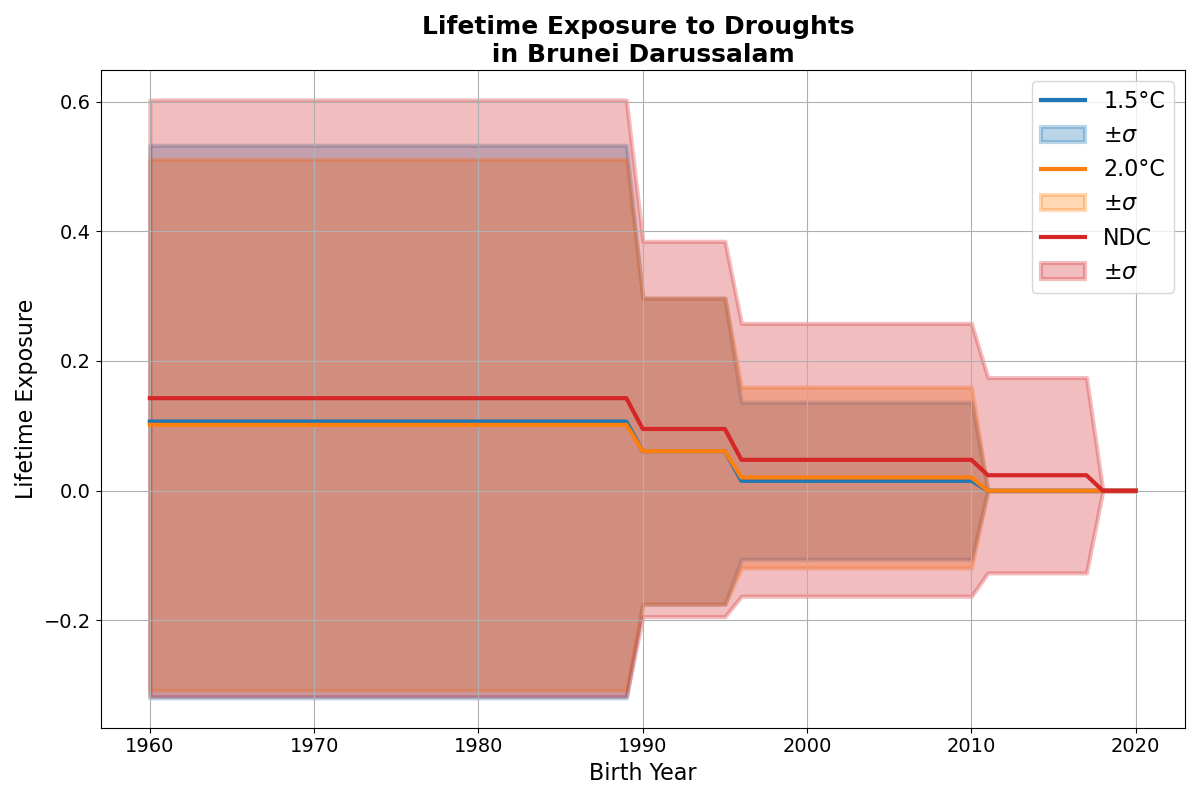 Lifetime Exposure to Droughts
in Brunei Darussalam
1.5°C
±σ
2.0°C
±σ
NDC
±σ
Lifetime Exposure
0.6
0.4
0.2
0.0
−0.2
1960
1970
1980
1990
2000
2010
2020
Birth Year